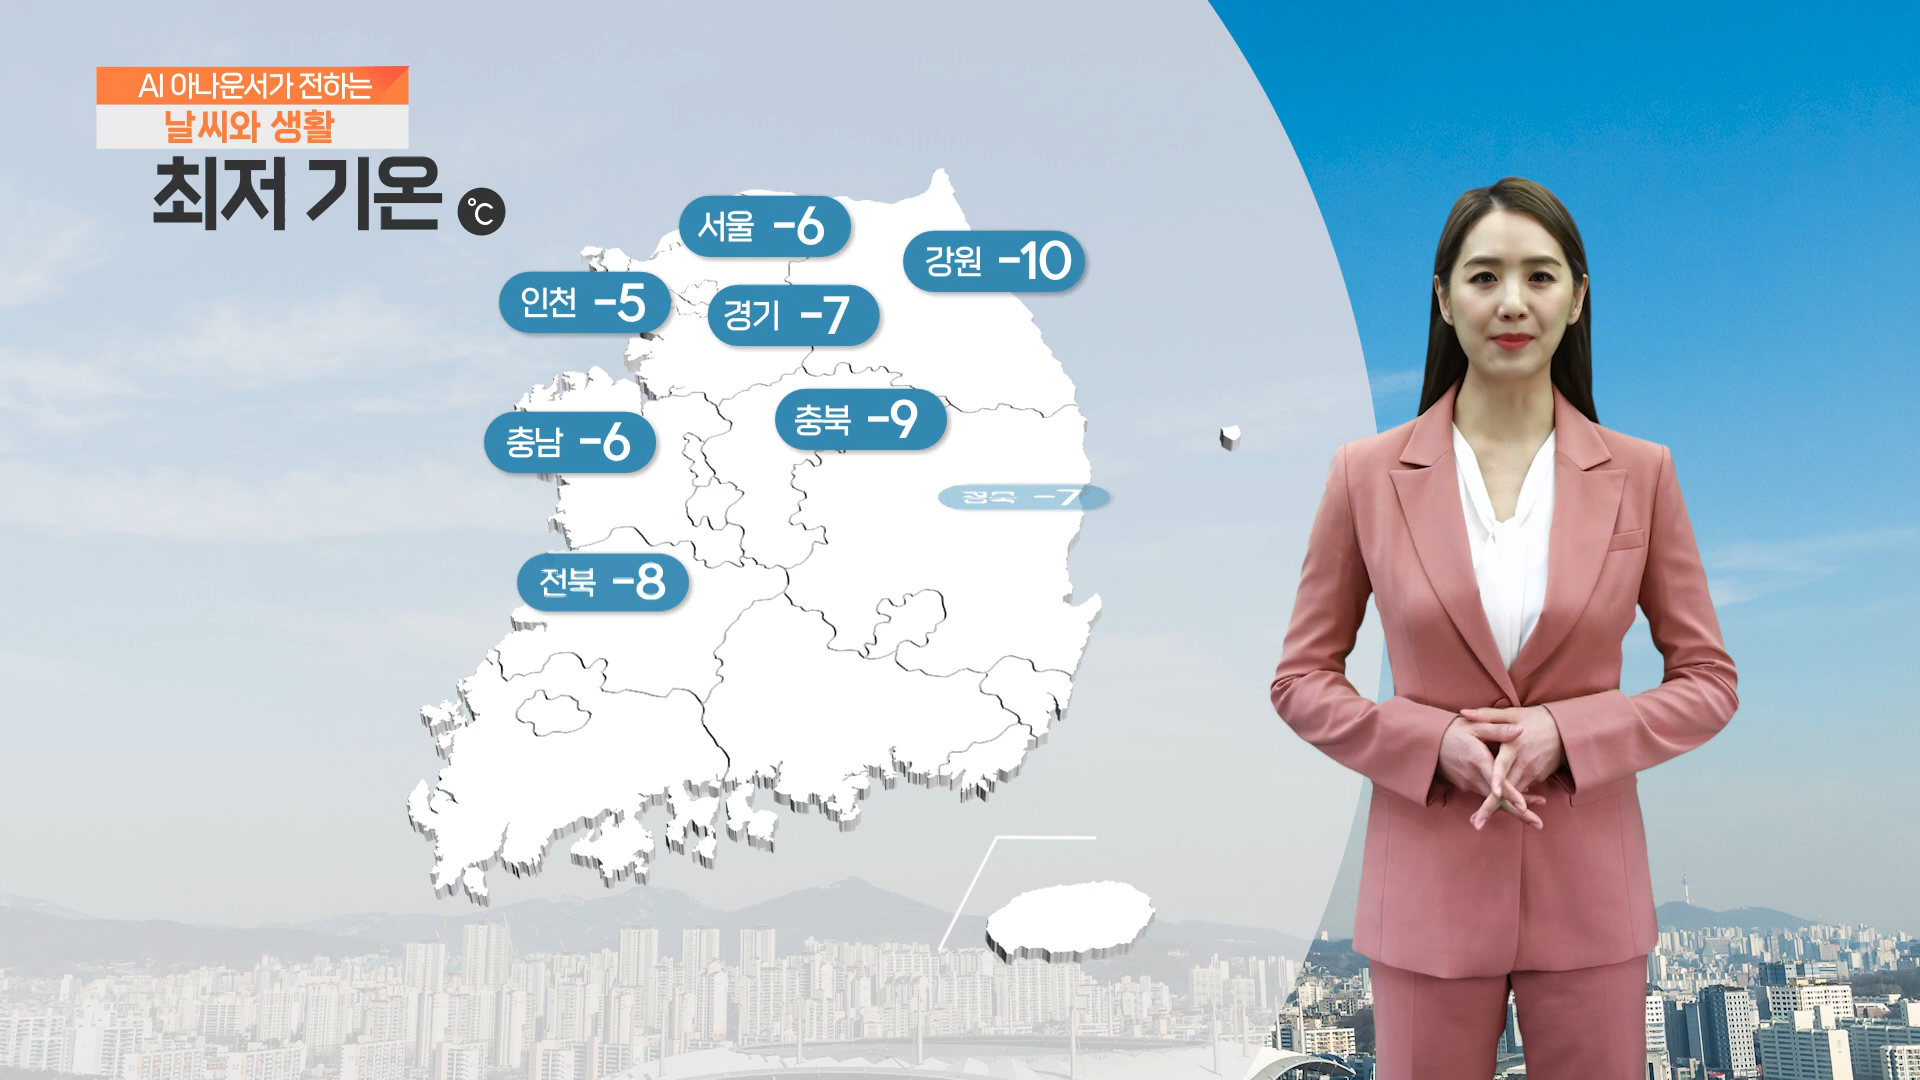 AI 아나운서가 전하는
날씨와 생활
최저 기온 ℃
서울 -6
강원 -10
인천 -5
경기 -7
충북 -9
충남 -6
경북 -7
전북 -8